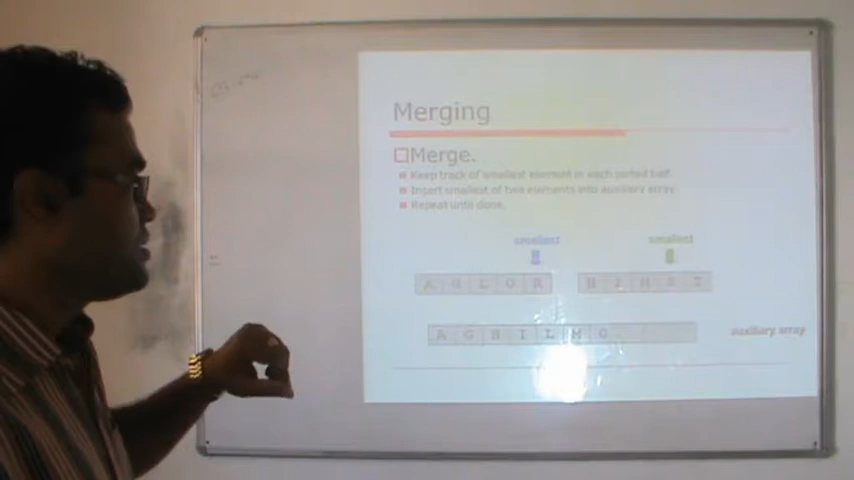 Merging
Merge.
Keep track of smallest element in each sorted half.
Insert smallest of two elements into auxiliary array.
Repeat until done.
smallest smallest
A G L O R H I M S T
A G H I L M O
auxiliary array